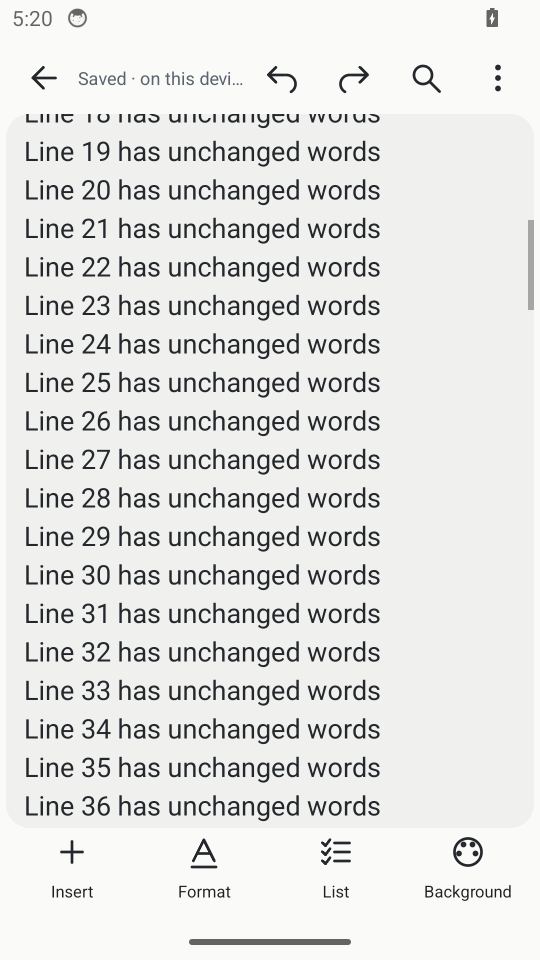 5:20
Saved · on this devi...
Line 18 has unchanged words
Line 19 has unchanged words
Line 20 has unchanged words
Line 21 has unchanged words
Line 22 has unchanged words
Line 23 has unchanged words
Line 24 has unchanged words
Line 25 has unchanged words
Line 26 has unchanged words
Line 27 has unchanged words
Line 28 has unchanged words
Line 29 has unchanged words
Line 30 has unchanged words
Line 31 has unchanged words
Line 32 has unchanged words
Line 33 has unchanged words
Line 34 has unchanged words
Line 35 has unchanged words
Line 36 has unchanged words
Insert Format List Background